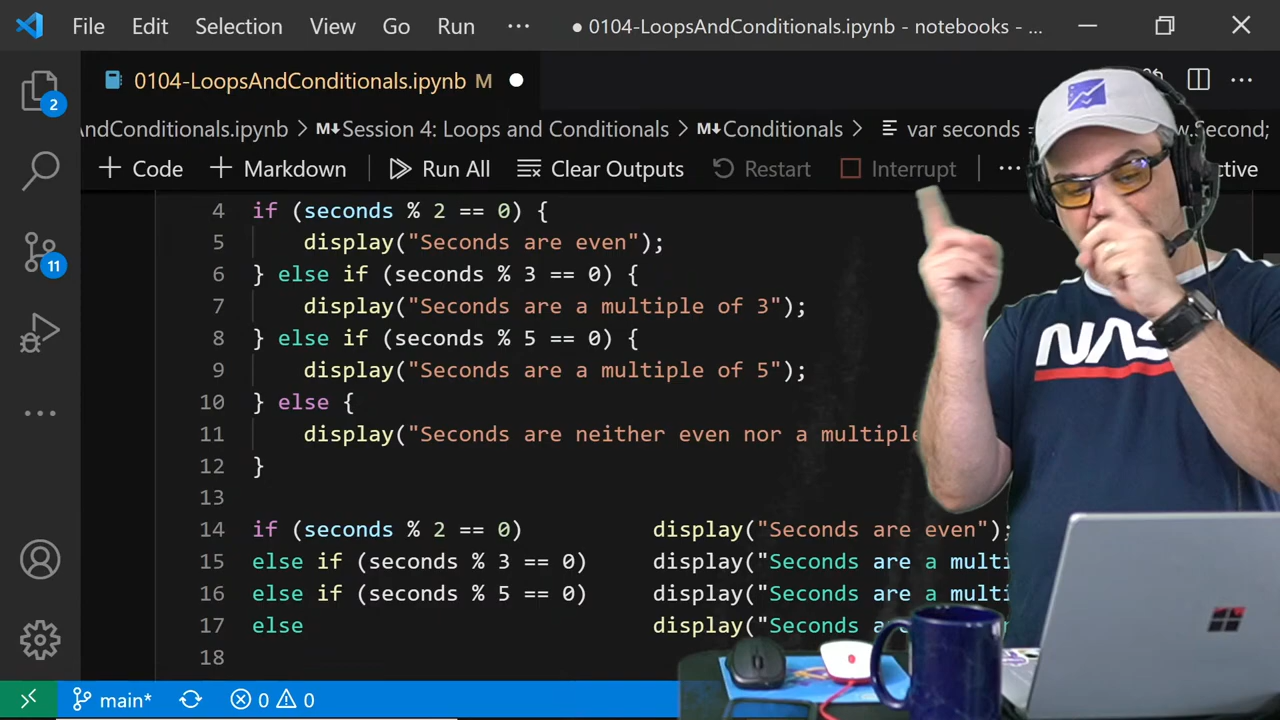 File Edit Selection View Go Run ··· ● 0104-LoopsAndConditionals.ipynb - notebooks - ...
0104-LoopsAndConditionals.ipynb M
AndConditionals.ipynb > Session 4: Loops and Conditionals > Conditionals > var seconds .Second;
+ Code + Markdown Run All Clear Outputs Restart Interrupt ···
2
11
4 if (seconds % 2 == 0) {
5 display("Seconds are even");
6 } else if (seconds % 3 == 0) {
7 display("Seconds are a multiple of 3");
8 } else if (seconds % 5 == 0) {
9 display("Seconds are a multiple of 5");
10 } else {
11 display("Seconds are neither even nor a multiple
12 }
13
14 if (seconds % 2 == 0) display("Seconds are even");
15 else if (seconds % 3 == 0) display("Seconds are a
16 else if (seconds % 5 == 0) display("Seconds are a
17 else display("Seconds
18
main* 0 0